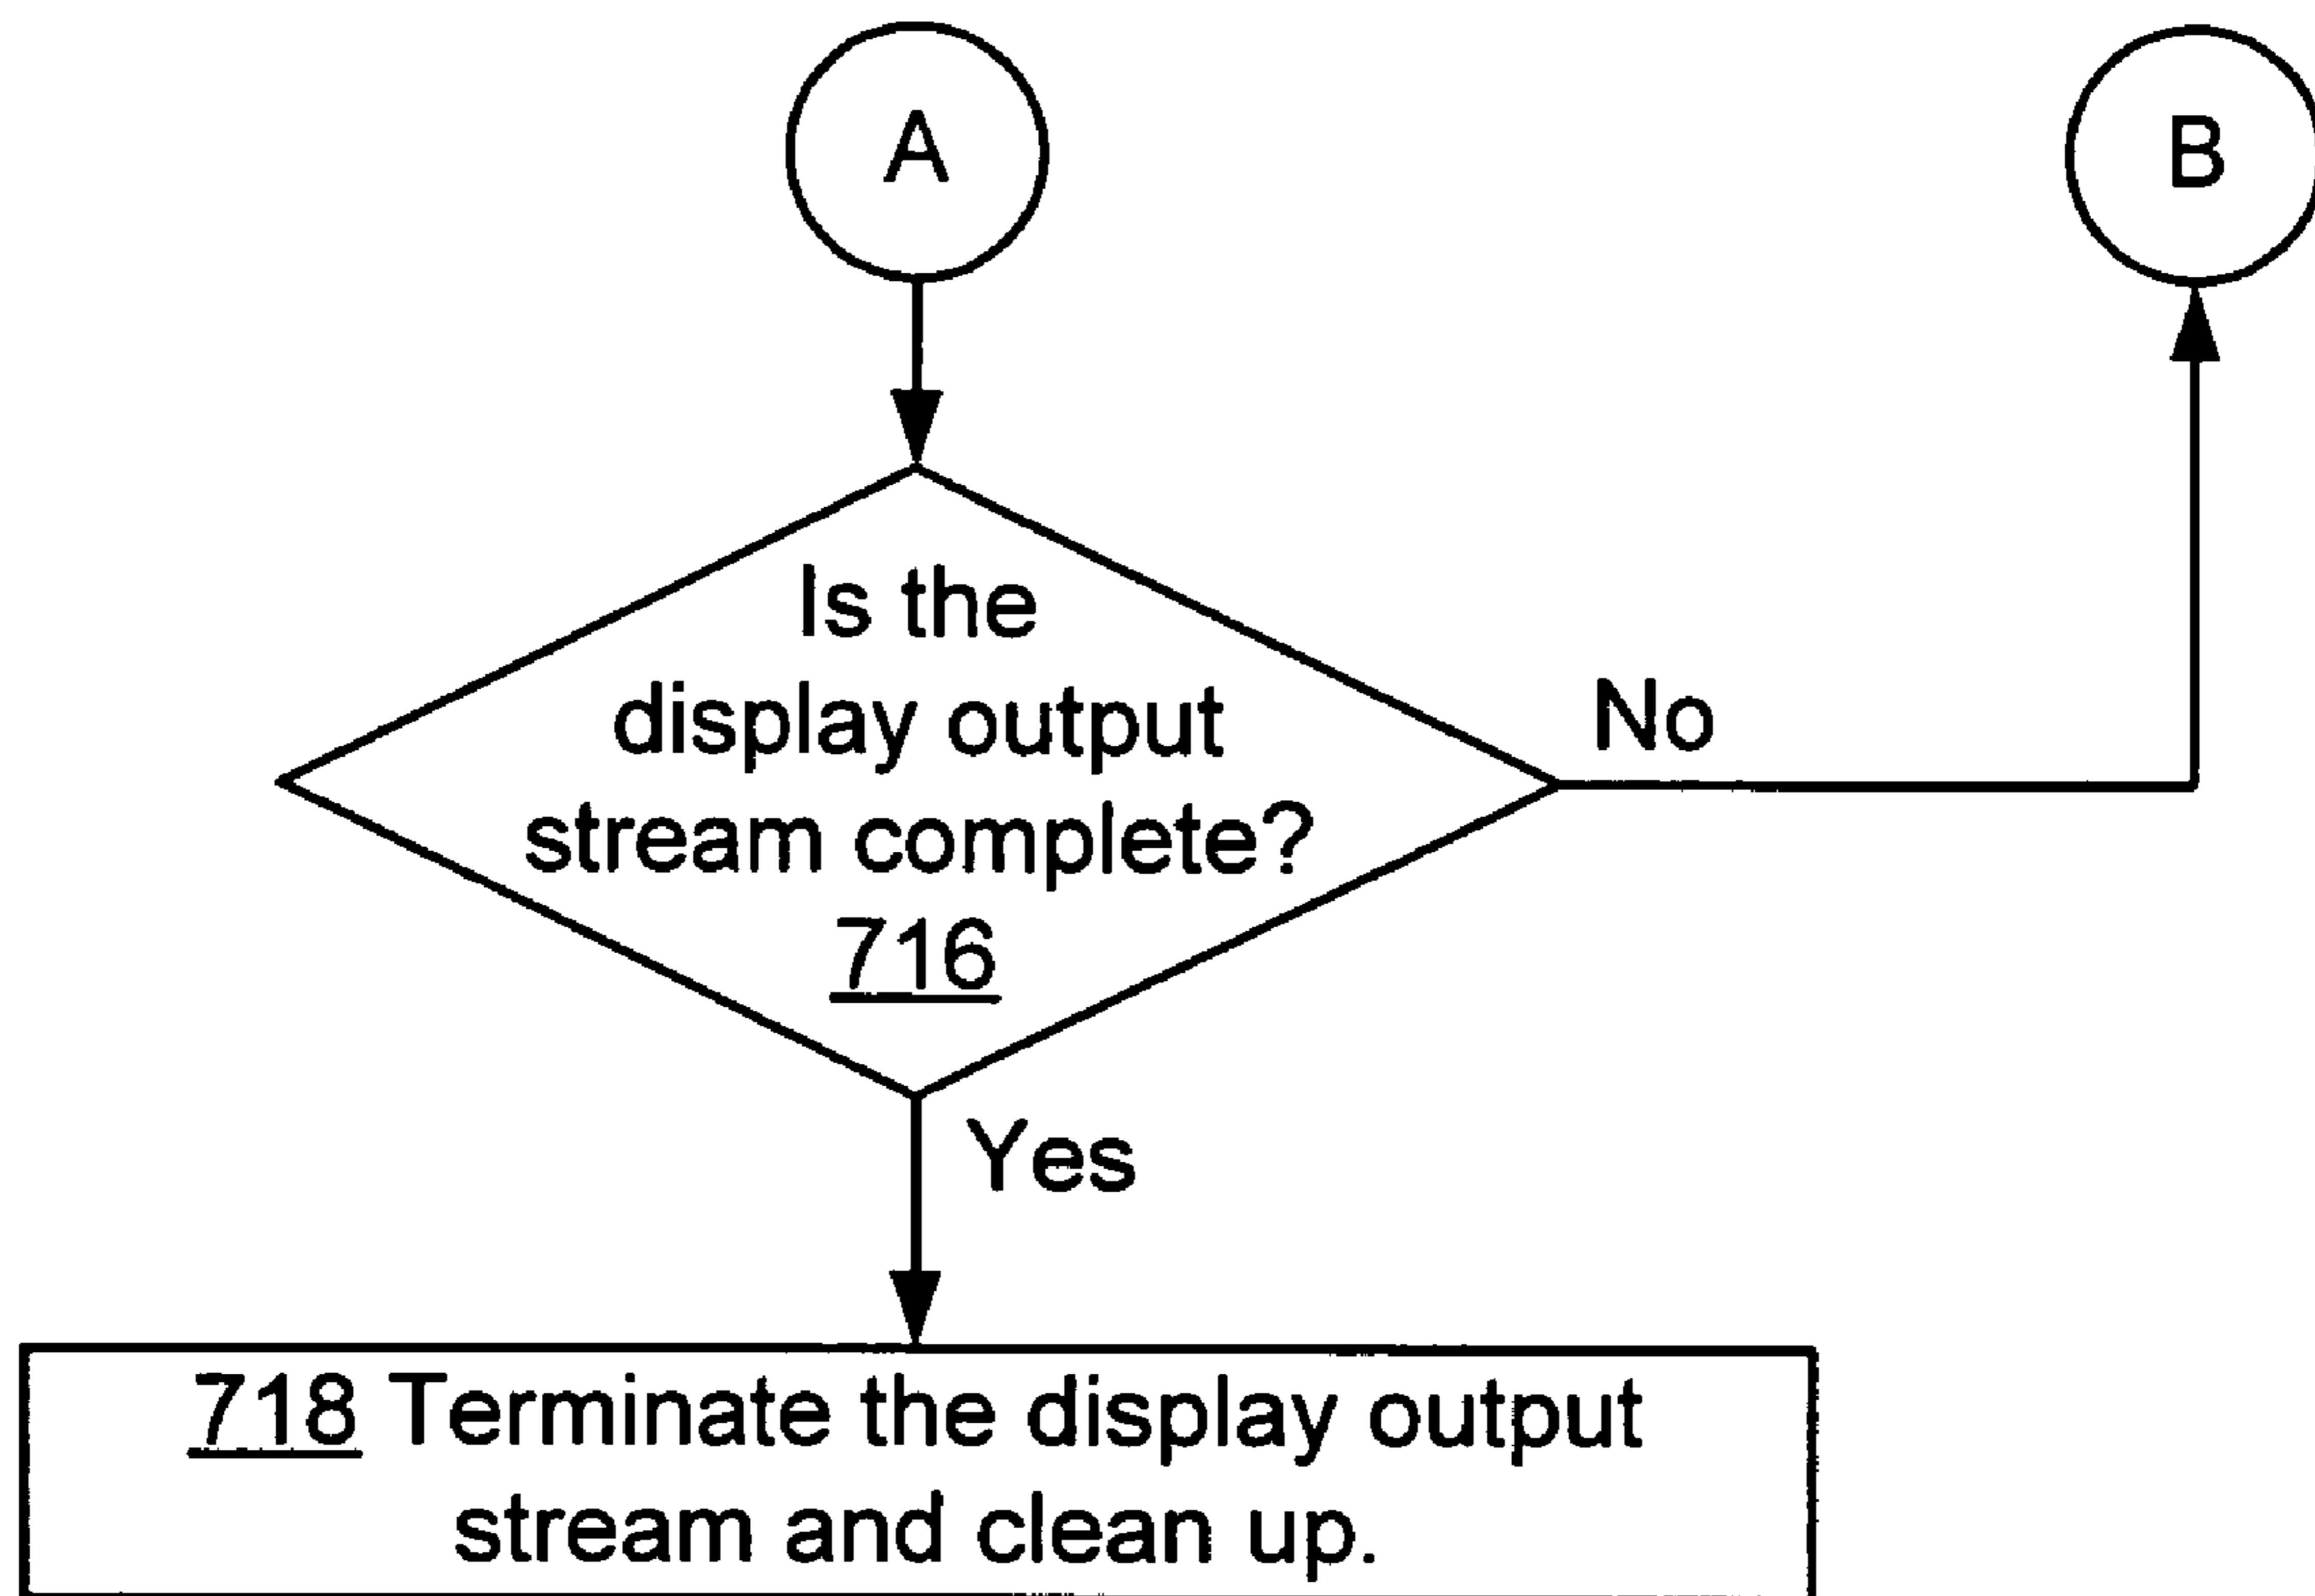 A
B
Is the
display output
stream complete?
716
No
Yes
718 Terminate the display output
stream and clean up.